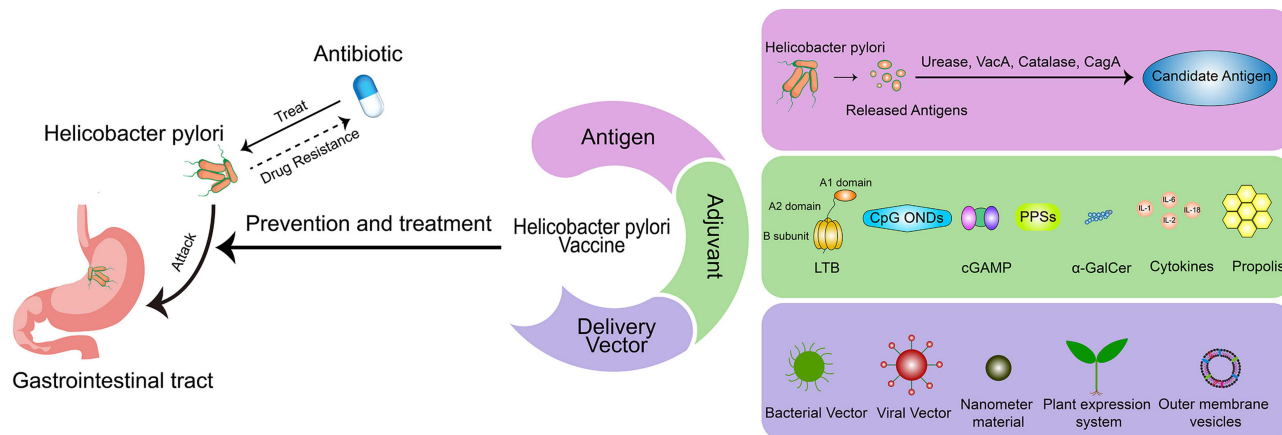 Antibiotic
Treat
Drug Resistance
Helicobacter pylori
Attack
Prevention and treatment
Gastrointestinal tract
Helicobacter pylori
Vaccine
Antigen
Adjuvant
Delivery
Vector
Helicobacter pylori
Released Antigens
Urease, VacA, Catalase, CagA
Candidate Antigen
A1 domain
A2 domain
B subunit
LTB
CpG ONDs
cGAMP
PPSs
α-GalCer
IL-1
IL-6
IL-2
IL-18
Cytokines
Propolis
Bacterial Vector
Viral Vector
Nanometer
material
Plant expression
system
Outer membrane
vesicles